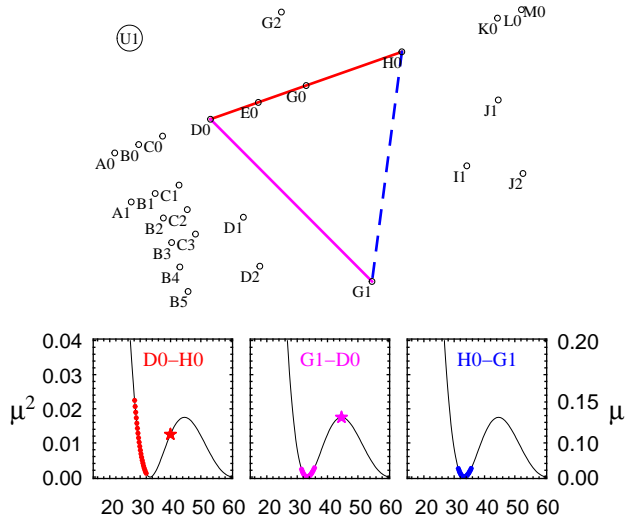 G2
L0 M0
K0
U1
H0
G0
E0
D0
J1
C0
B0
A0
I1
J2
C1
B1
A1
C2
B2
D1
C3
B3
B4
D2
B5
G1
0.04 D0−H0 G1−D0 H0−G1 0.20
0.03
μ² 0.02 0.15 μ
0.01 0.10
0.00 0.00
20 30 40 50 60 20 30 40 50 60 20 30 40 50 60